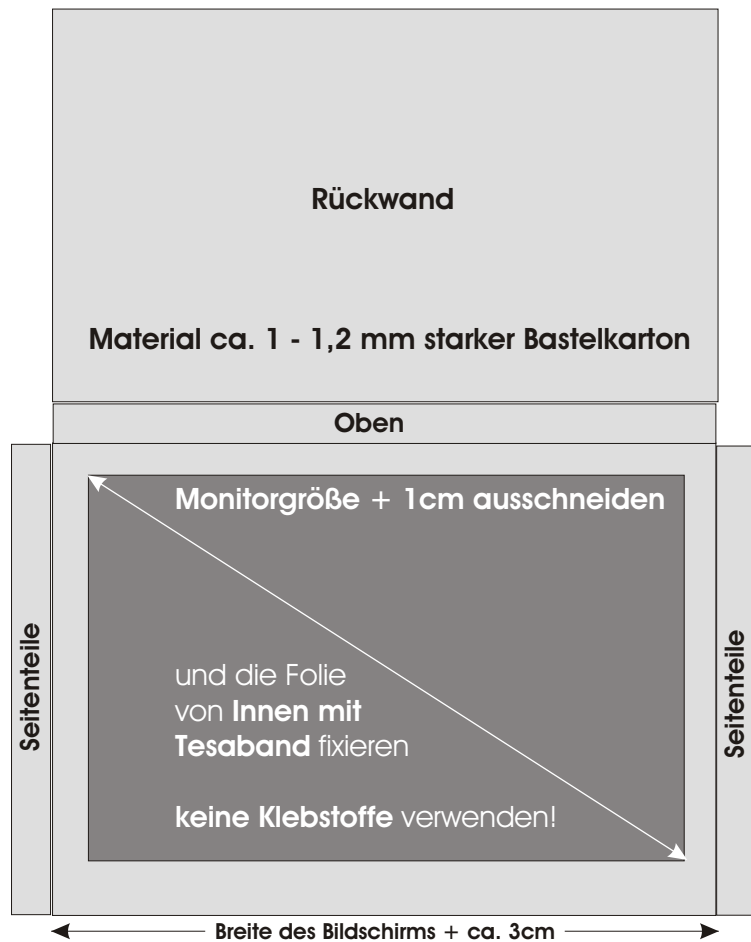 Rückwand
Material ca. 1 - 1,2 mm starker Bastelkarton
Oben
Monitorgröße + 1cm ausschneiden
Seitenteile
und die Folie
von Innen mit
Tesaband fixieren
keine Klebstoffe verwenden!
Seitenteile
Breite des Bildschirms + ca. 3cm